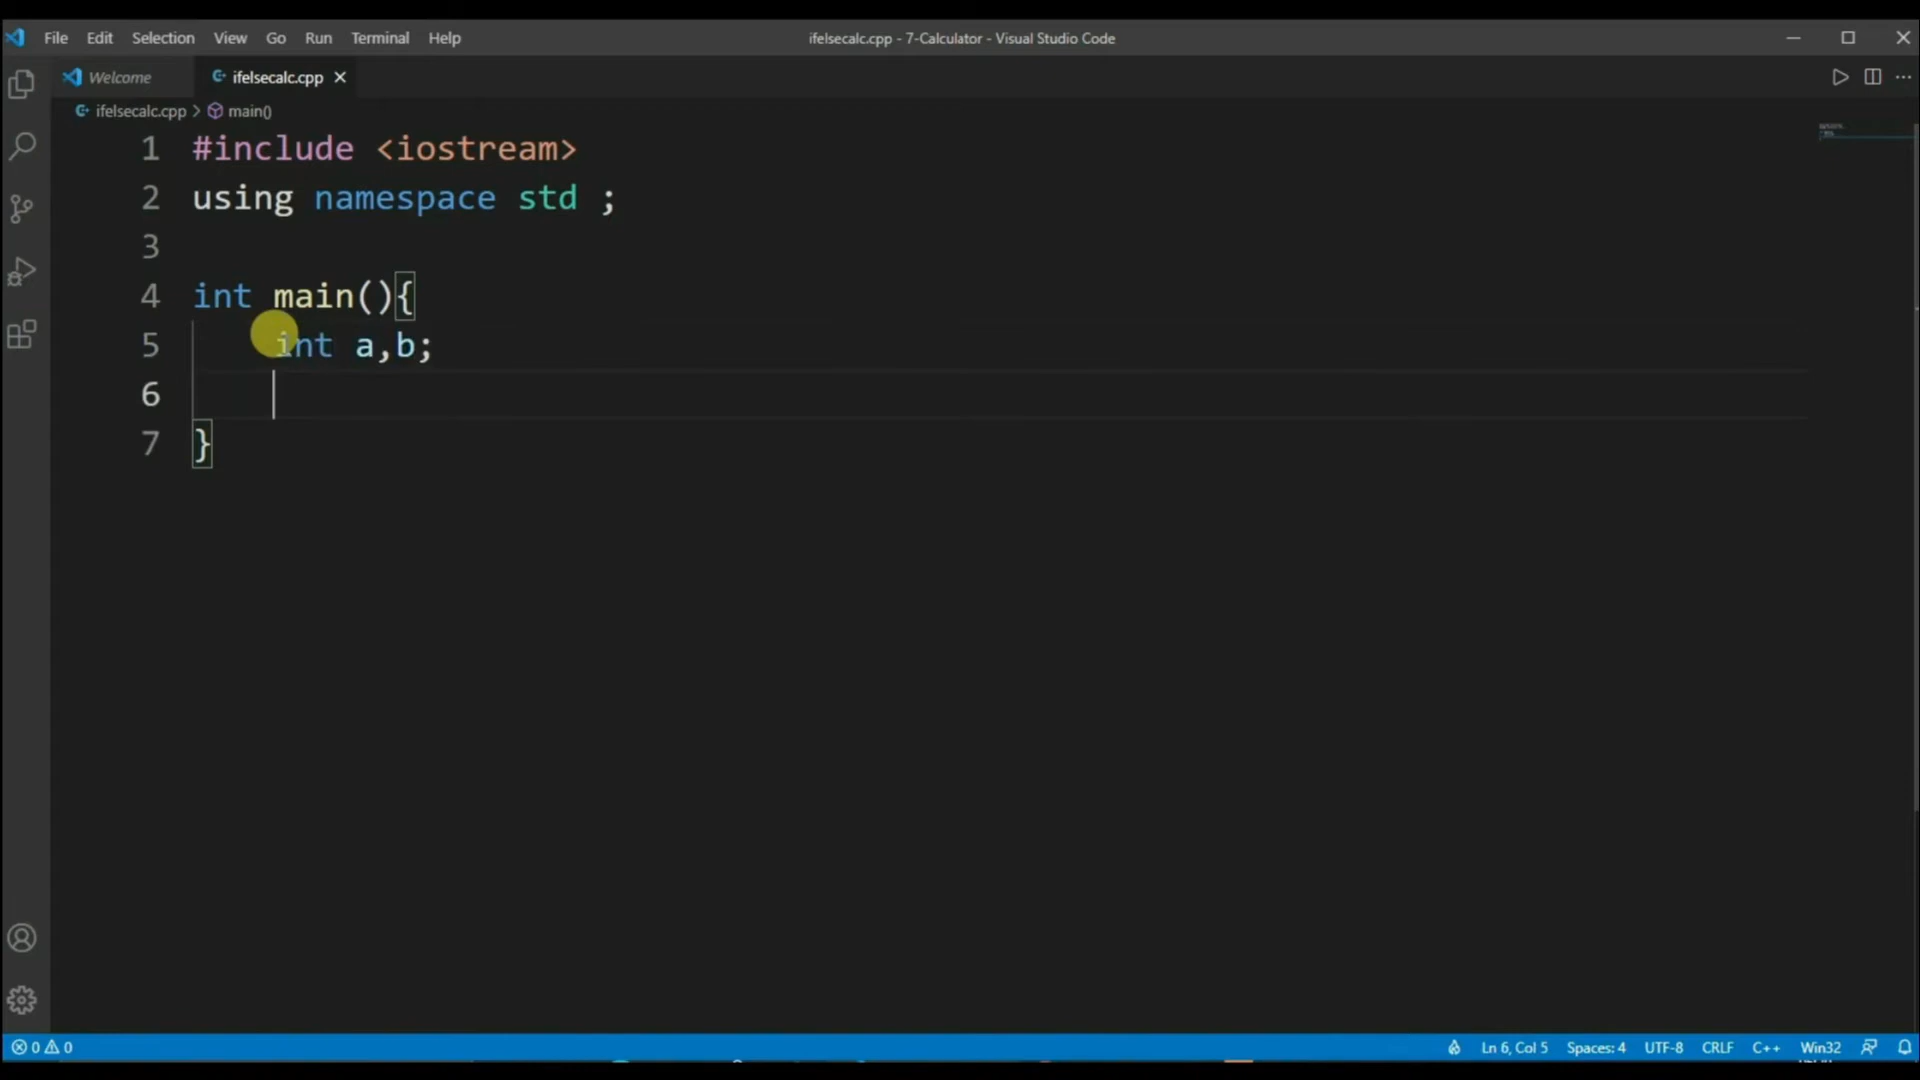 File Edit Selection View Go Run Terminal Help
ifelsecalc.cpp - 7-Calculator - Visual Studio Code
Welcome
ifelsecalc.cpp
ifelsecalc.cpp > main()
1 #include <iostream>
2 using namespace std ;
3
4 int main(){
5 int a,b;
6
7 }
0 0
Ln 6, Col 5 Spaces: 4 UTF-8 CRLF C++ Win32